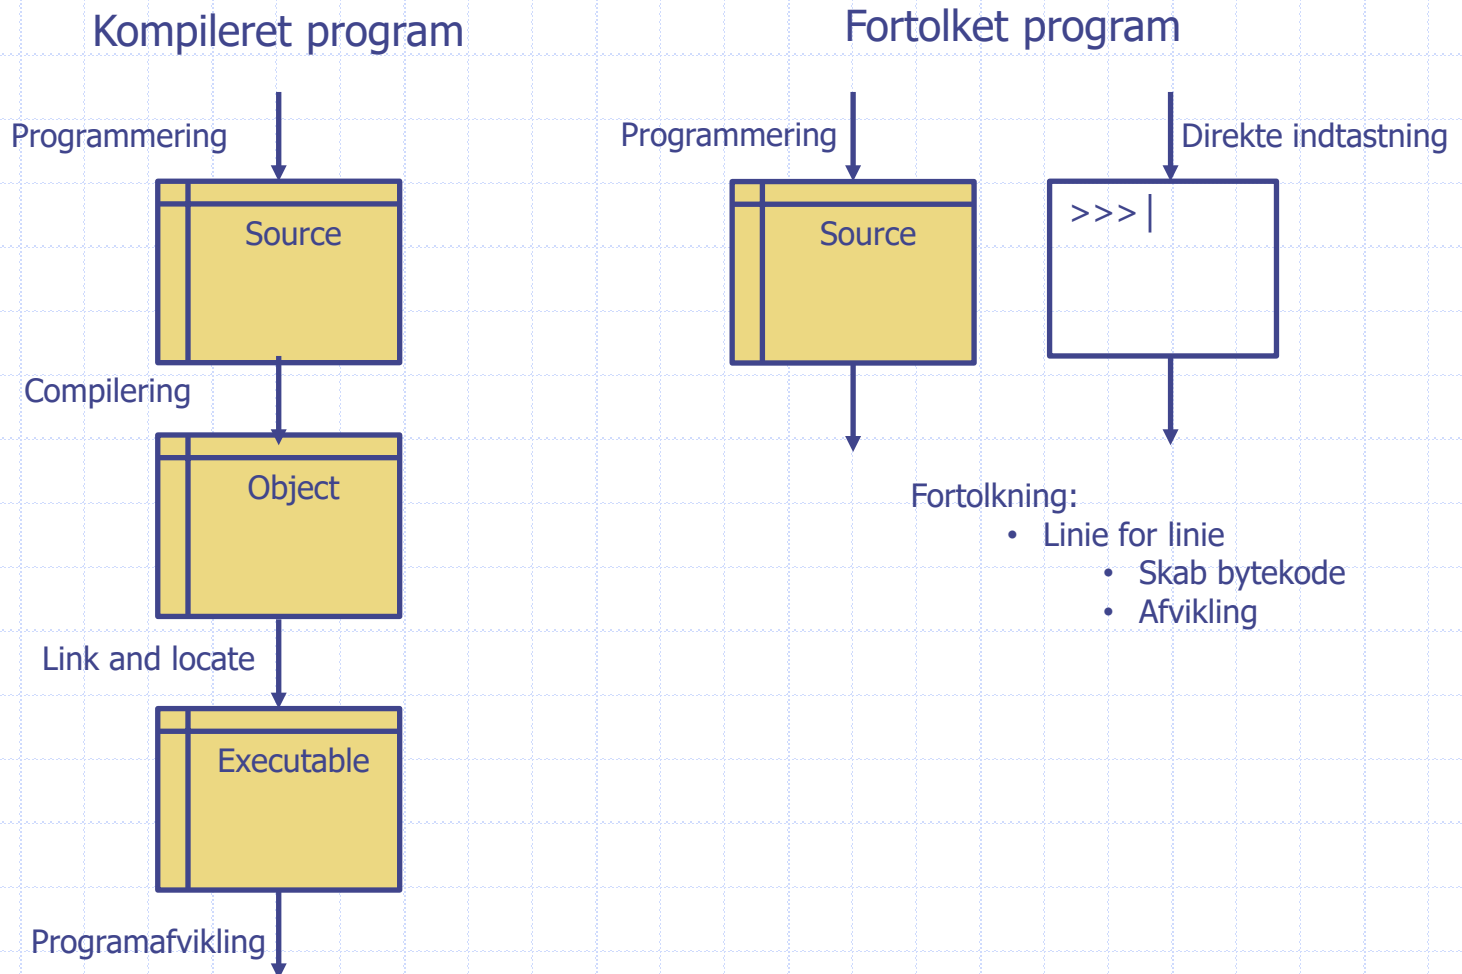 Kompileret program
Programmering
Source
Compilering
Object
Link and locate
Executable
Programafvikling
Fortolket program
Programmering
Direkte indtastning
Source
>>>|
Fortolkning:
• Linie for linie
• Skab bytekode
• Afvikling